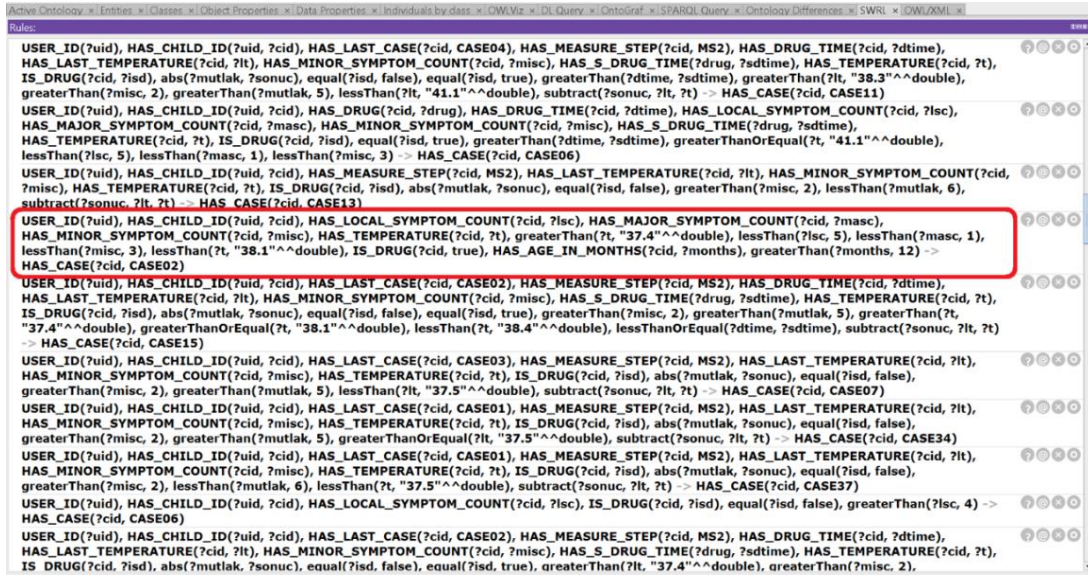 Active Ontology × Entities × Classes × Object Properties × Data Properties × Individuals by class × OWLViz × DL Query × OntoGraf × SPARQL Query × Ontology Differences × SWRL × OWL/XML ×
Rules:
USER_ID(?uid), HAS_CHILD_ID(?uid, ?cid), HAS_LAST_CASE(?cid, CASE04), HAS_MEASURE_STEP(?cid, MS2), HAS_DRUG_TIME(?cid, ?dtime),
HAS_LAST_TEMPERATURE(?cid, ?lt), HAS_MINOR_SYMPTOM_COUNT(?cid, ?misc), HAS_S_DRUG_TIME(?drug, ?sdtime), HAS_TEMPERATURE(?cid, ?t),
IS_DRUG(?cid, ?isd), abs(?mutlak, ?sonuc), equal(?isd, false), equal(?isd, true), greaterThan(?dtime, ?sdtime), greaterThan(?lt, "38.3"^^double),
greaterThan(?misc, 2), greaterThan(?mutlak, 5), lessThan(?lt, "41.1"^^double), subtract(?sonuc, ?lt, ?t) -> HAS_CASE(?cid, CASE11)
USER_ID(?uid), HAS_CHILD_ID(?uid, ?cid), HAS_DRUG(?cid, ?drug), HAS_DRUG_TIME(?cid, ?dtime), HAS_LOCAL_SYMPTOM_COUNT(?cid, ?lsc),
HAS_MAJOR_SYMPTOM_COUNT(?cid, ?masc), HAS_MINOR_SYMPTOM_COUNT(?cid, ?misc), HAS_S_DRUG_TIME(?drug, ?sdtime),
HAS_TEMPERATURE(?cid, ?t), IS_DRUG(?cid, ?isd), equal(?isd, true), greaterThan(?dtime, ?sdtime), greaterThanOrEqual(?t, "41.1"^^double),
lessThan(?lsc, 5), lessThan(?masc, 1), lessThan(?misc, 3) -> HAS_CASE(?cid, CASE06)
USER_ID(?uid), HAS_CHILD_ID(?uid, ?cid), HAS_MEASURE_STEP(?cid, MS2), HAS_LAST_TEMPERATURE(?cid, ?lt), HAS_MINOR_SYMPTOM_COUNT(?cid,
?misc), HAS_TEMPERATURE(?cid, ?t), IS_DRUG(?cid, ?isd), abs(?mutlak, ?sonuc), equal(?isd, false), greaterThan(?misc, 2), lessThan(?mutlak, 6),
subtract(?sonuc, ?lt, ?t) -> HAS_CASE(?cid, CASE13)
USER_ID(?uid), HAS_CHILD_ID(?uid, ?cid), HAS_LOCAL_SYMPTOM_COUNT(?cid, ?lsc), HAS_MAJOR_SYMPTOM_COUNT(?cid, ?masc),
HAS_MINOR_SYMPTOM_COUNT(?cid, ?misc), HAS_TEMPERATURE(?cid, ?t), greaterThan(?t, "37.4"^^double), lessThan(?lsc, 5), lessThan(?masc, 1),
lessThan(?misc, 3), lessThan(?t, "38.1"^^double), IS_DRUG(?cid, true), HAS_AGE_IN_MONTHS(?cid, ?months), greaterThan(?months, 12) ->
HAS_CASE(?cid, CASE02)
USER_ID(?uid), HAS_CHILD_ID(?uid, ?cid), HAS_LAST_CASE(?cid, CASE02), HAS_MEASURE_STEP(?cid, MS2), HAS_DRUG_TIME(?cid, ?dtime),
HAS_LAST_TEMPERATURE(?cid, ?lt), HAS_MINOR_SYMPTOM_COUNT(?cid, ?misc), HAS_S_DRUG_TIME(?drug, ?sdtime), HAS_TEMPERATURE(?cid, ?t),
IS_DRUG(?cid, ?isd), abs(?mutlak, ?sonuc), equal(?isd, false), equal(?isd, true), greaterThan(?misc, 2), greaterThan(?mutlak, 5), greaterThan(?t,
"37.4"^^double), greaterThanOrEqual(?t, "38.1"^^double), lessThan(?t, "38.4"^^double), lessThanOrEqual(?dtime, ?sdtime), subtract(?sonuc, ?lt, ?t)
-> HAS_CASE(?cid, CASE15)
USER_ID(?uid), HAS_CHILD_ID(?uid, ?cid), HAS_LAST_CASE(?cid, CASE03), HAS_MEASURE_STEP(?cid, MS2), HAS_LAST_TEMPERATURE(?cid, ?lt),
HAS_MINOR_SYMPTOM_COUNT(?cid, ?misc), HAS_TEMPERATURE(?cid, ?t), IS_DRUG(?cid, ?isd), abs(?mutlak, ?sonuc), equal(?isd, false),
greaterThan(?misc, 2), greaterThan(?mutlak, 5), lessThan(?lt, "37.5"^^double), subtract(?sonuc, ?lt, ?t) -> HAS_CASE(?cid, CASE07)
USER_ID(?uid), HAS_CHILD_ID(?uid, ?cid), HAS_LAST_CASE(?cid, CASE01), HAS_MEASURE_STEP(?cid, MS2), HAS_LAST_TEMPERATURE(?cid, ?lt),
HAS_MINOR_SYMPTOM_COUNT(?cid, ?misc), HAS_TEMPERATURE(?cid, ?t), IS_DRUG(?cid, ?isd), abs(?mutlak, ?sonuc), equal(?isd, false),
greaterThan(?misc, 2), greaterThan(?mutlak, 5), greaterThanOrEqual(?lt, "37.5"^^double), subtract(?sonuc, ?lt, ?t) -> HAS_CASE(?cid, CASE34)
USER_ID(?uid), HAS_CHILD_ID(?uid, ?cid), HAS_LAST_CASE(?cid, CASE01), HAS_MEASURE_STEP(?cid, MS2), HAS_LAST_TEMPERATURE(?cid, ?lt),
HAS_MINOR_SYMPTOM_COUNT(?cid, ?misc), HAS_TEMPERATURE(?cid, ?t), IS_DRUG(?cid, ?isd), abs(?mutlak, ?sonuc), equal(?isd, false),
greaterThan(?misc, 2), lessThan(?mutlak, 6), lessThan(?t, "37.5"^^double), subtract(?sonuc, ?lt, ?t) -> HAS_CASE(?cid, CASE37)
USER_ID(?uid), HAS_CHILD_ID(?uid, ?cid), HAS_LOCAL_SYMPTOM_COUNT(?cid, ?lsc), IS_DRUG(?cid, ?isd), equal(?isd, false), greaterThan(?lsc, 4) ->
HAS_CASE(?cid, CASE06)
USER_ID(?uid), HAS_CHILD_ID(?uid, ?cid), HAS_LAST_CASE(?cid, CASE02), HAS_MEASURE_STEP(?cid, MS2), HAS_DRUG_TIME(?cid, ?dtime),
HAS_LAST_TEMPERATURE(?cid, ?lt), HAS_MINOR_SYMPTOM_COUNT(?cid, ?misc), HAS_S_DRUG_TIME(?drug, ?sdtime), HAS_TEMPERATURE(?cid, ?t),
IS_DRUG(?cid, ?isd), abs(?mutlak, ?sonuc), equal(?isd, false), equal(?isd, true), greaterThan(?lt, "37.4"^^double), greaterThan(?misc, 2),